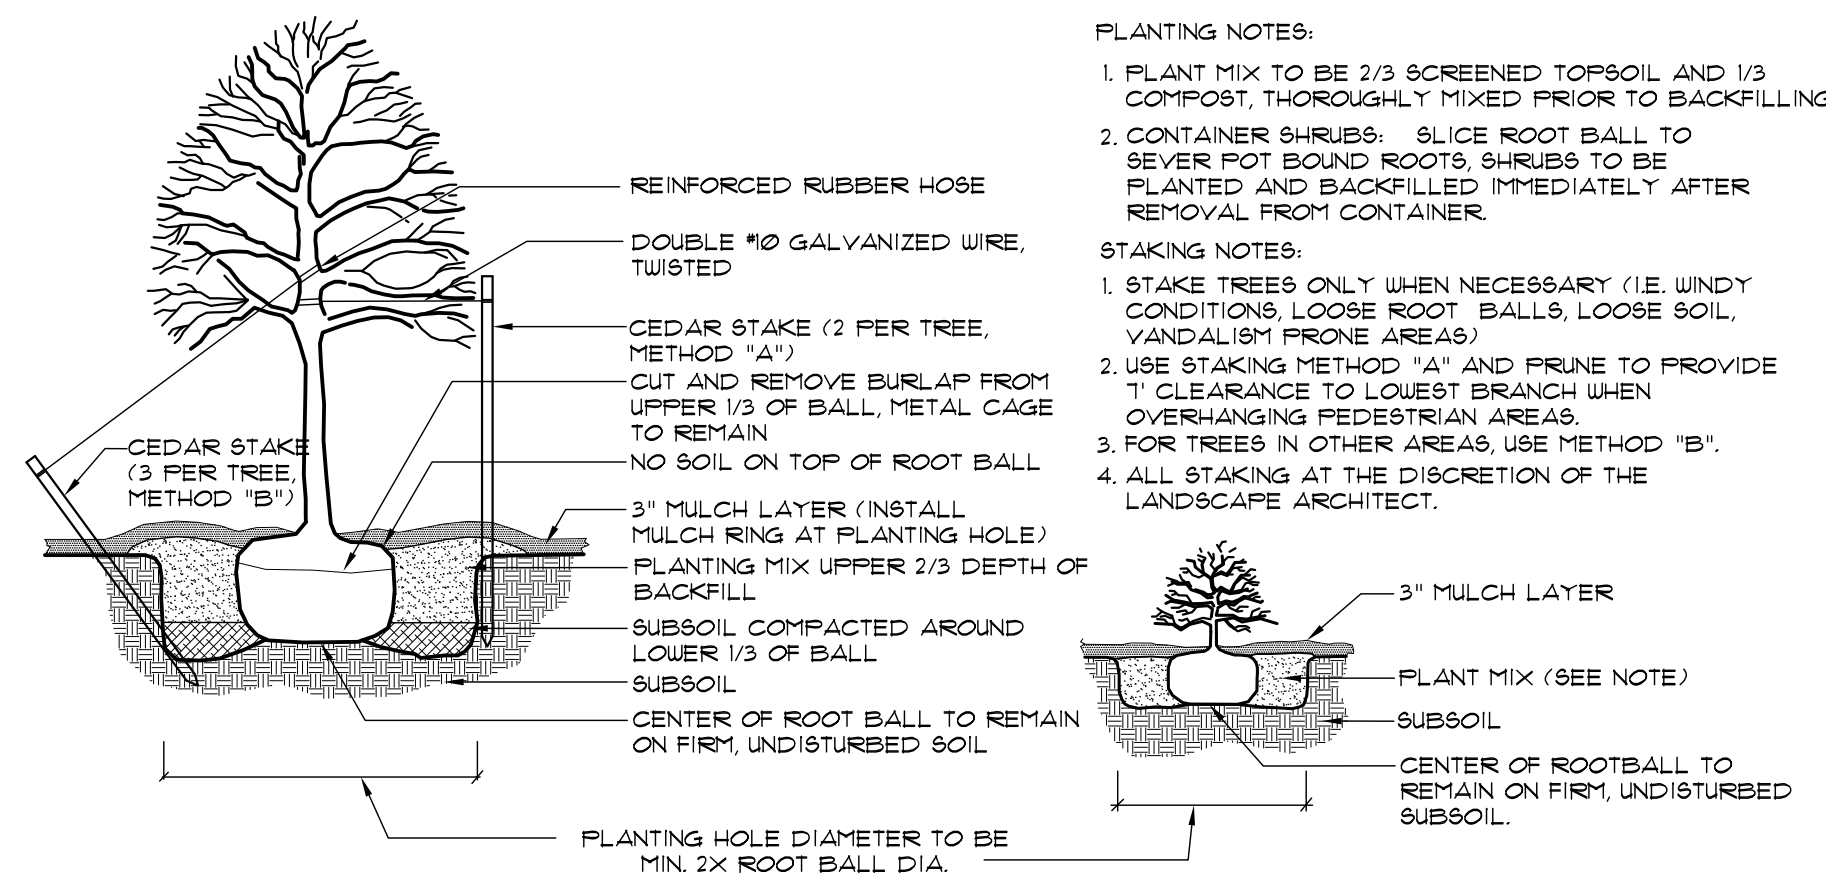 REINFORCED RUBBER HOSE
DOUBLE #10 GALVANIZED WIRE,
TWISTED
CEDAR STAKE (2 PER TREE,
METHOD "A")
CUT AND REMOVE BURLAP FROM
UPPER 1/3 OF BALL, METAL CAGE
TO REMAIN
CEDAR STAKE
(3 PER TREE,
METHOD "B")
NO SOIL ON TOP OF ROOT BALL
3" MULCH LAYER (INSTALL
MULCH RING AT PLANTING HOLE)
PLANTING MIX UPPER 2/3 DEPTH OF
BACKFILL
SUBSOIL COMPACTED AROUND
LOWER 1/3 OF BALL
SUBSOIL
CENTER OF ROOT BALL TO REMAIN
ON FIRM, UNDISTURBED SOIL
PLANTING HOLE DIAMETER TO BE
MIN. 2X ROOT BALL DIA.
PLANTING NOTES:
1. PLANT MIX TO BE 2/3 SCREENED TOPSOIL AND 1/3
COMPOST, THOROUGHLY MIXED PRIOR TO BACKFILLING
2. CONTAINER SHRUBS: SLICE ROOT BALL TO
SEVER POT BOUND ROOTS, SHRUBS TO BE
PLANTED AND BACKFILLED IMMEDIATELY AFTER
REMOVAL FROM CONTAINER.
STAKING NOTES:
1. STAKE TREES ONLY WHEN NECESSARY (I.E. WINDY
CONDITIONS, LOOSE ROOT BALLS, LOOSE SOIL,
VANDALISM PRONE AREAS)
2. USE STAKING METHOD "A" AND PRUNE TO PROVIDE
7' CLEARANCE TO LOWEST BRANCH WHEN
OVERHANGING PEDESTRIAN AREAS.
3. FOR TREES IN OTHER AREAS, USE METHOD "B".
4. ALL STAKING AT THE DISCRETION OF THE
LANDSCAPE ARCHITECT.
3" MULCH LAYER
PLANT MIX (SEE NOTE)
SUBSOIL
CENTER OF ROOTBALL TO
REMAIN ON FIRM, UNDISTURBED
SUBSOIL.